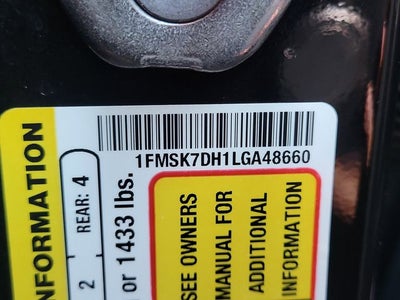 1FMSK7DH1LGA48660
INFORMATION
REAR: 4
2
or 1433 lbs.
SEE OWNERS
MANUAL FOR
ADDITIONAL
INFORMATION